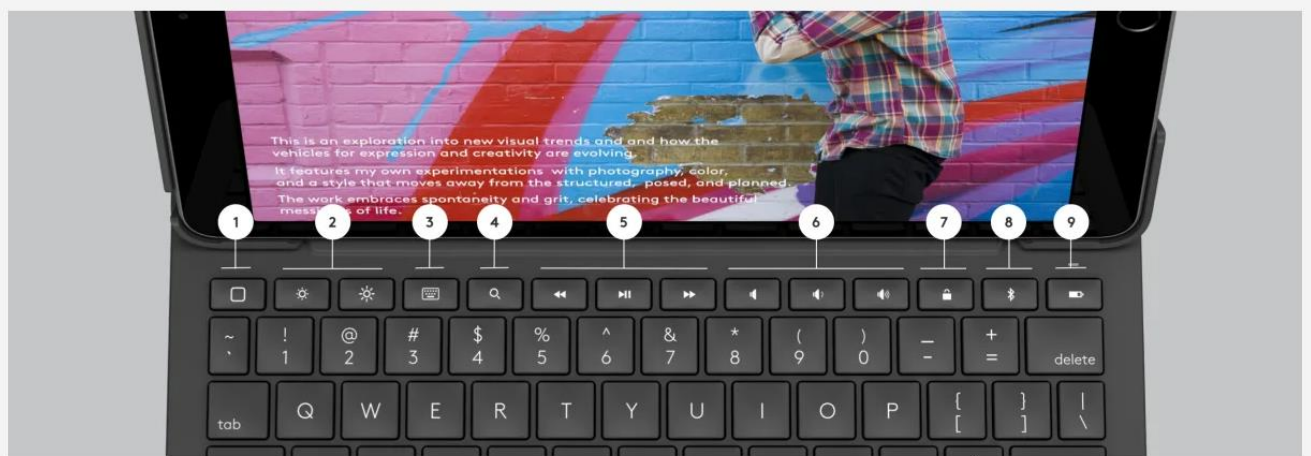 This is an exploration into new visual trends and and how the
vehicles for expression and creativity are evolving.
It features my own experimentations with photography, color,
and a style that moves away from the structured, posed, and planned.
The work embraces spontaneity and grit, celebrating the beautiful
of life.
1 2 3 4 5 6 7 8 9
~ ! @ # $ % ^ & * ( ) _ +
` 1 2 3 4 5 6 7 8 9 0 - = delete
{ } |
tab Q W E R T Y U I O P [ ] \